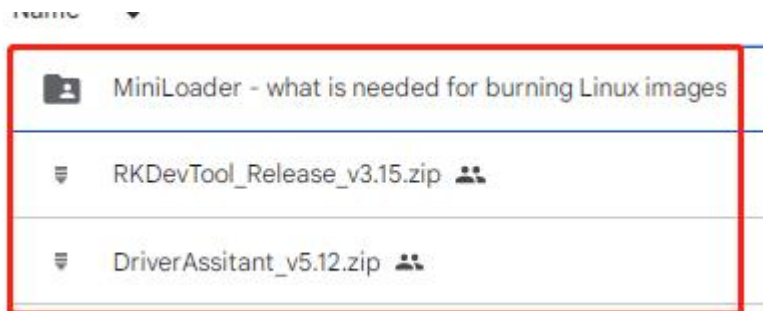 Name
MiniLoader - what is needed for burning Linux images
RKDevTool_Release_v3.15.zip
DriverAssitant_v5.12.zip